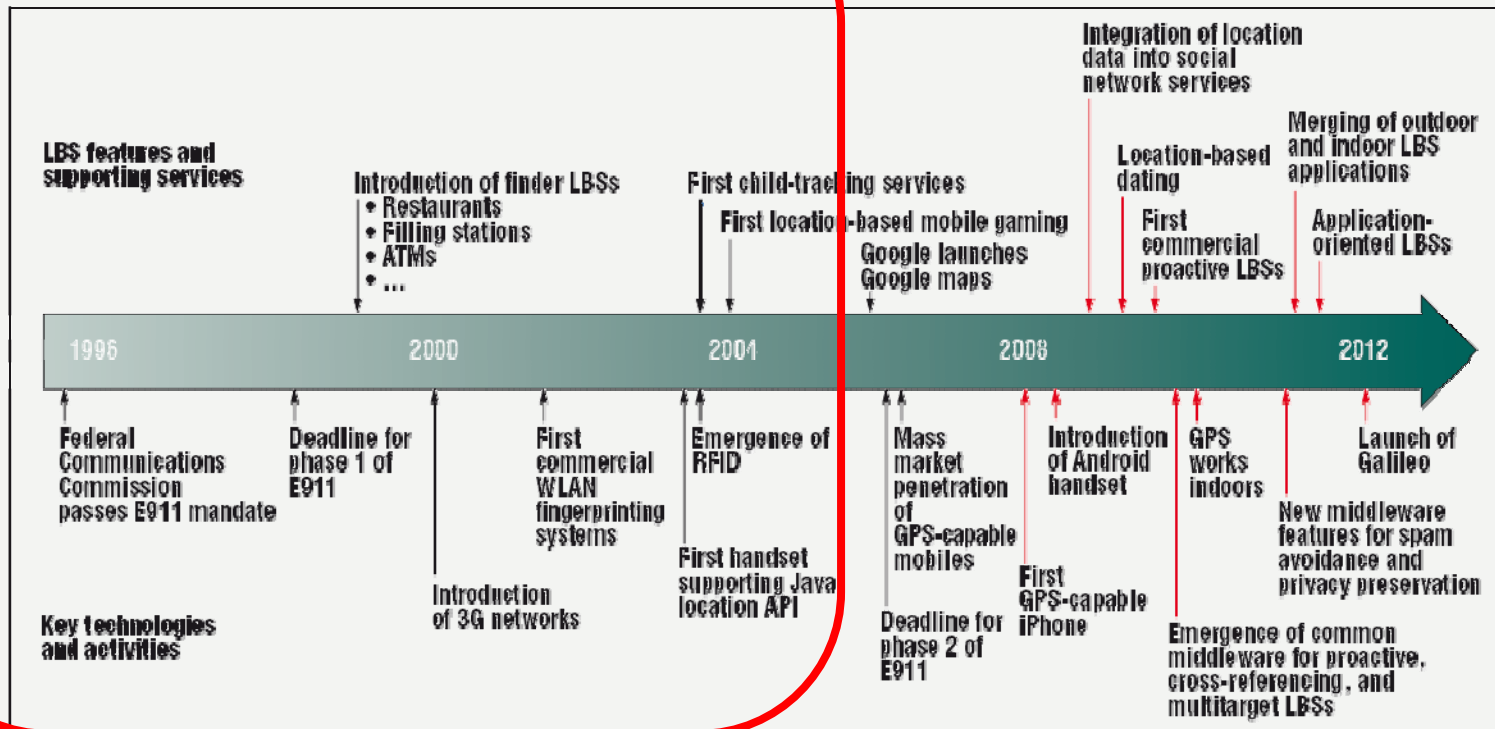 LBS features and
supporting services
Introduction of finder LBSs
• Restaurants
• Filling stations
• ATMs
• ...
First child-tracking services
First location-based mobile gaming
Google launches
Google maps
Integration of location
data into social
network services
Location-based
dating
First
commercial
proactive LBSs
Merging of outdoor
and indoor LBS
applications
Application-
oriented LBSs
1996
2000
2004
2008
2012
Federal
Communications
Commission
passes E911 mandate
Deadline for
phase 1 of
E911
Introduction
of 3G networks
First
commercial
WLAN
fingerprinting
systems
First handset
supporting Java
location API
Emergence of
RFID
Deadline for
phase 2 of
E911
Mass
market
penetration
of
GPS-capable
mobiles
First
GPS-capable
iPhone
Introduction
of Android
handset
Emergence of common
middleware for proactive,
cross-referencing, and
multitarget LBSs
GPS
works
indoors
New middleware
features for spam
avoidance and
privacy preservation
Launch of
Galileo
Key technologies
and activities